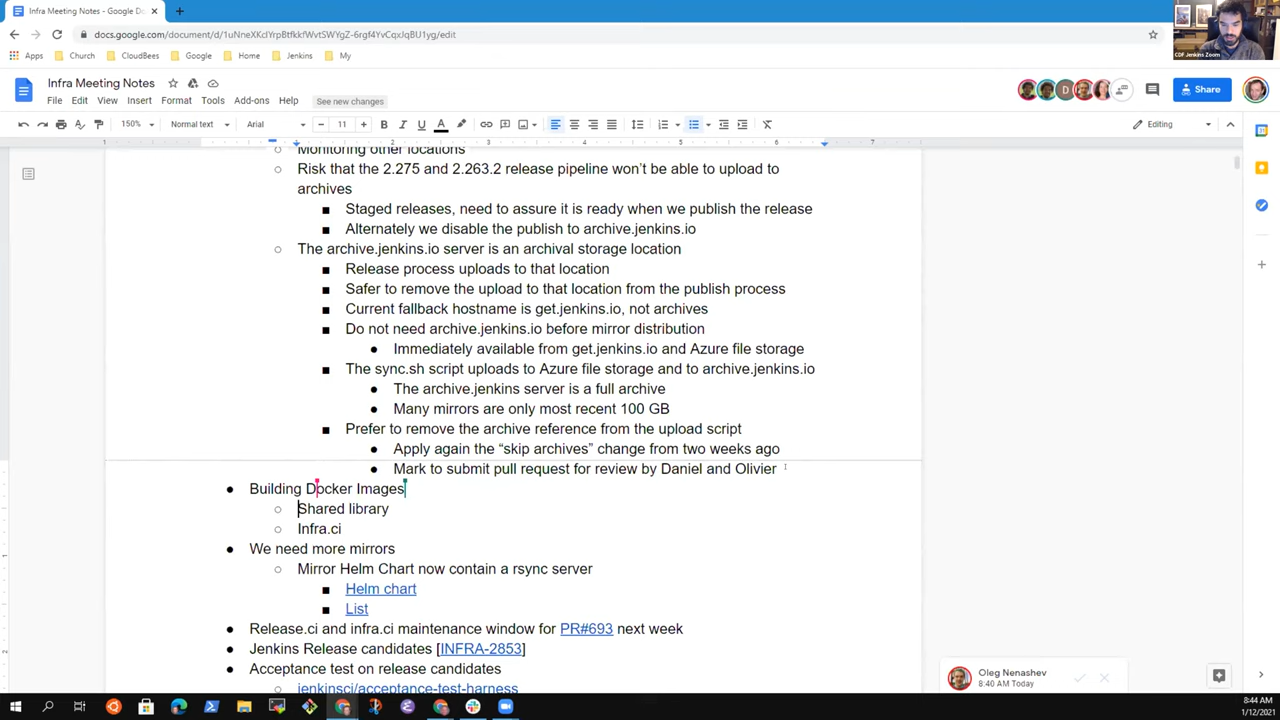 Infra Meeting Notes - Google Do
docs.google.com/document/d/1uNneXKcIYrpBtfkkfWvtSWYgZ-6rgf4YvCqxJqBU1yg/edit
Apps Church CloudBees Google Home Jenkins My
CDF Jenkins Zoom
Infra Meeting Notes
File Edit View Insert Format Tools Add-ons Help See new changes
D
Share
150% Normal text Arial 11 B I U A Editing
1 1 2 3 4 5 6 7
Monitoring other locations
Risk that the 2.275 and 2.263.2 release pipeline won't be able to upload to
archives
Staged releases, need to assure it is ready when we publish the release
Alternately we disable the publish to archive.jenkins.io
The archive.jenkins.io server is an archival storage location
Release process uploads to that location
Safer to remove the upload to that location from the publish process
Current fallback hostname is get.jenkins.io, not archives
Do not need archive.jenkins.io before mirror distribution
Immediately available from get.jenkins.io and Azure file storage
The sync.sh script uploads to Azure file storage and to archive.jenkins.io
The archive.jenkins server is a full archive
Many mirrors are only most recent 100 GB
Prefer to remove the archive reference from the upload script
Apply again the “skip archives” change from two weeks ago
Mark to submit pull request for review by Daniel and Olivier
Building Docker Images
Shared library
Infra.ci
We need more mirrors
Mirror Helm Chart now contain a rsync server
Helm chart
List
Release.ci and infra.ci maintenance window for PR#693 next week
Jenkins Release candidates [INFRA-2853]
Acceptance test on release candidates
jenkinsci/acceptance-test-harness
Oleg Nenashev
8:40 AM Today
8:44 AM
1/12/2021